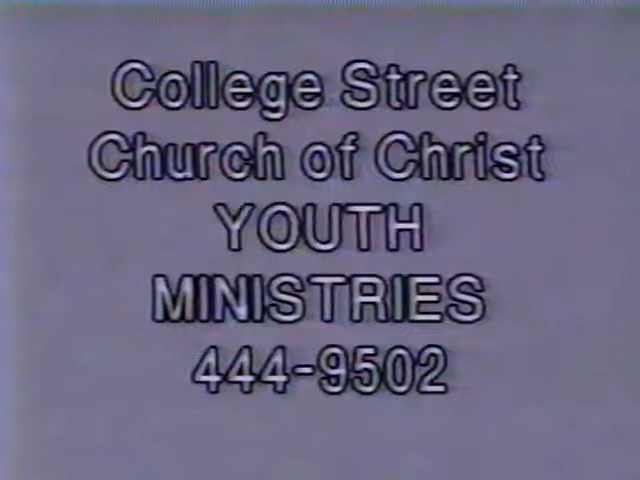 College Street
Church of Christ
YOUTH
MINISTRIES
444-9502